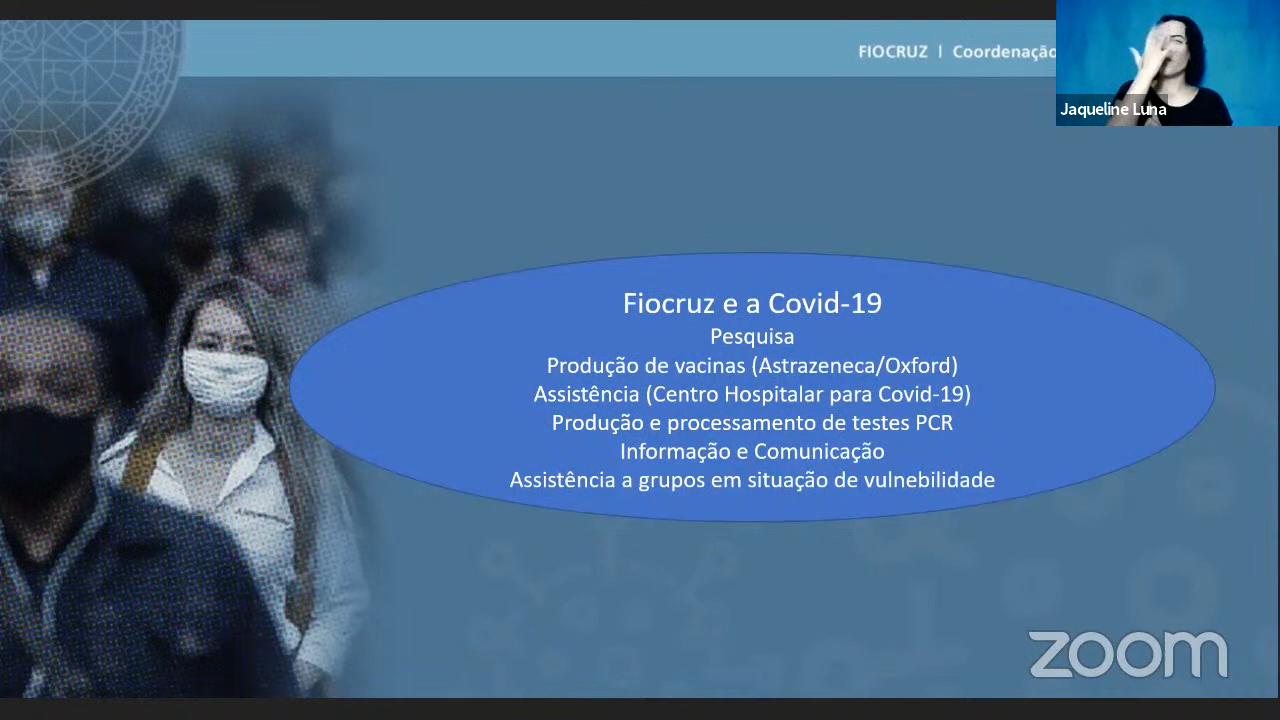 FIOCRUZ | Coordenação
Jaqueline Luna
Fiocruz e a Covid-19
Pesquisa
Produção de vacinas (Astrazeneca/Oxford)
Assistência (Centro Hospitalar para Covid-19)
Produção e processamento de testes PCR
Informação e Comunicação
Assistência a grupos em situação de vulnebilidade
zoom